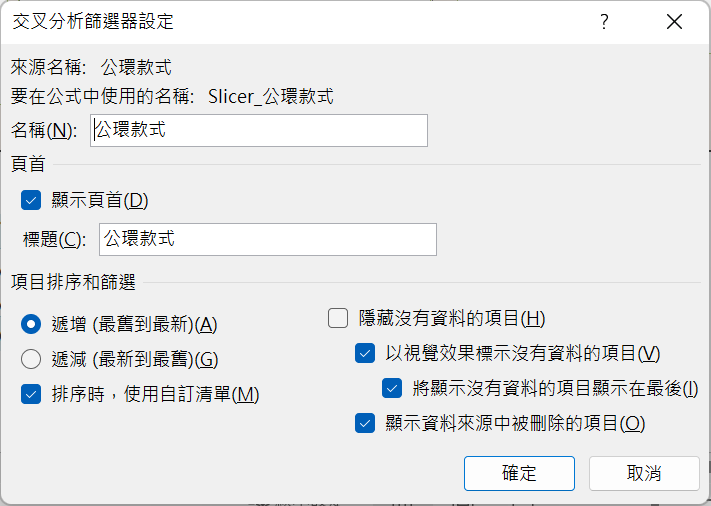 交叉分析篩選器設定 ?
來源名稱: 公環款式
要在公式中使用的名稱: Slicer_公環款式
名稱(N): 公環款式
頁首
顯示頁首(D)
標題(C): 公環款式
項目排序和篩選
遞增 (最舊到最新)(A)
遞減 (最新到最舊)(G)
排序時，使用自訂清單(M)
隱藏沒有資料的項目(H)
以視覺效果標示沒有資料的項目(V)
將顯示沒有資料的項目顯示在最後(I)
顯示資料來源中被刪除的項目(O)
確定
取消